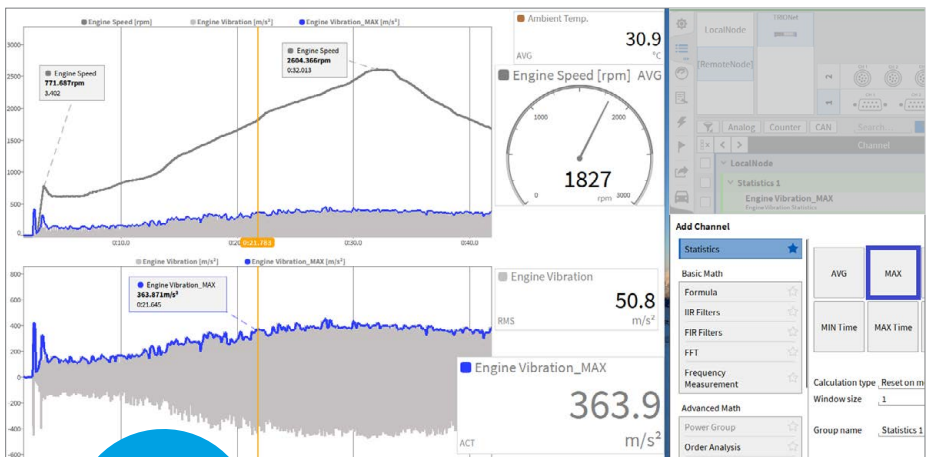 Engine Speed [rpm] Engine Vibration [m/s²] Engine Vibration_MAX [m/s²]
3000
2500
2000
1500
1000
500
0
Engine Speed
771.687rpm
3.402
Engine Speed
2604.366rpm
0:32.013
0:10.0 0:21.783 0:30.0 0:40.0
Ambient Temp.
30.9
AVG °C
Engine Speed [rpm] AVG
1000 2000
1827
0 rpm 3000
Engine Vibration [m/s²] Engine Vibration_MAX [m/s²]
800
600
400
200
0
-200
-400
-600
Engine Vibration_MAX
363.871m/s²
0:21.645
Engine Vibration
50.8
RMS m/s²
Engine Vibration_MAX
363.9
ACT m/s²
LocalNode
TRIONet
[RemoteNode]
Analog Counter CAN Search...
Channel
LocalNode
Statistics 1
Engine Vibration_MAX
Engine Vibration Statistics
Add Channel
Statistics
Basic Math
Formula
IIR Filters
FIR Filters
FFT
Frequency
Measurement
Advanced Math
Power Group
Order Analysis
AVG MAX
MIN Time MAX Time
Calculation type Reset on m
Window size 1
Group name Statistics 1